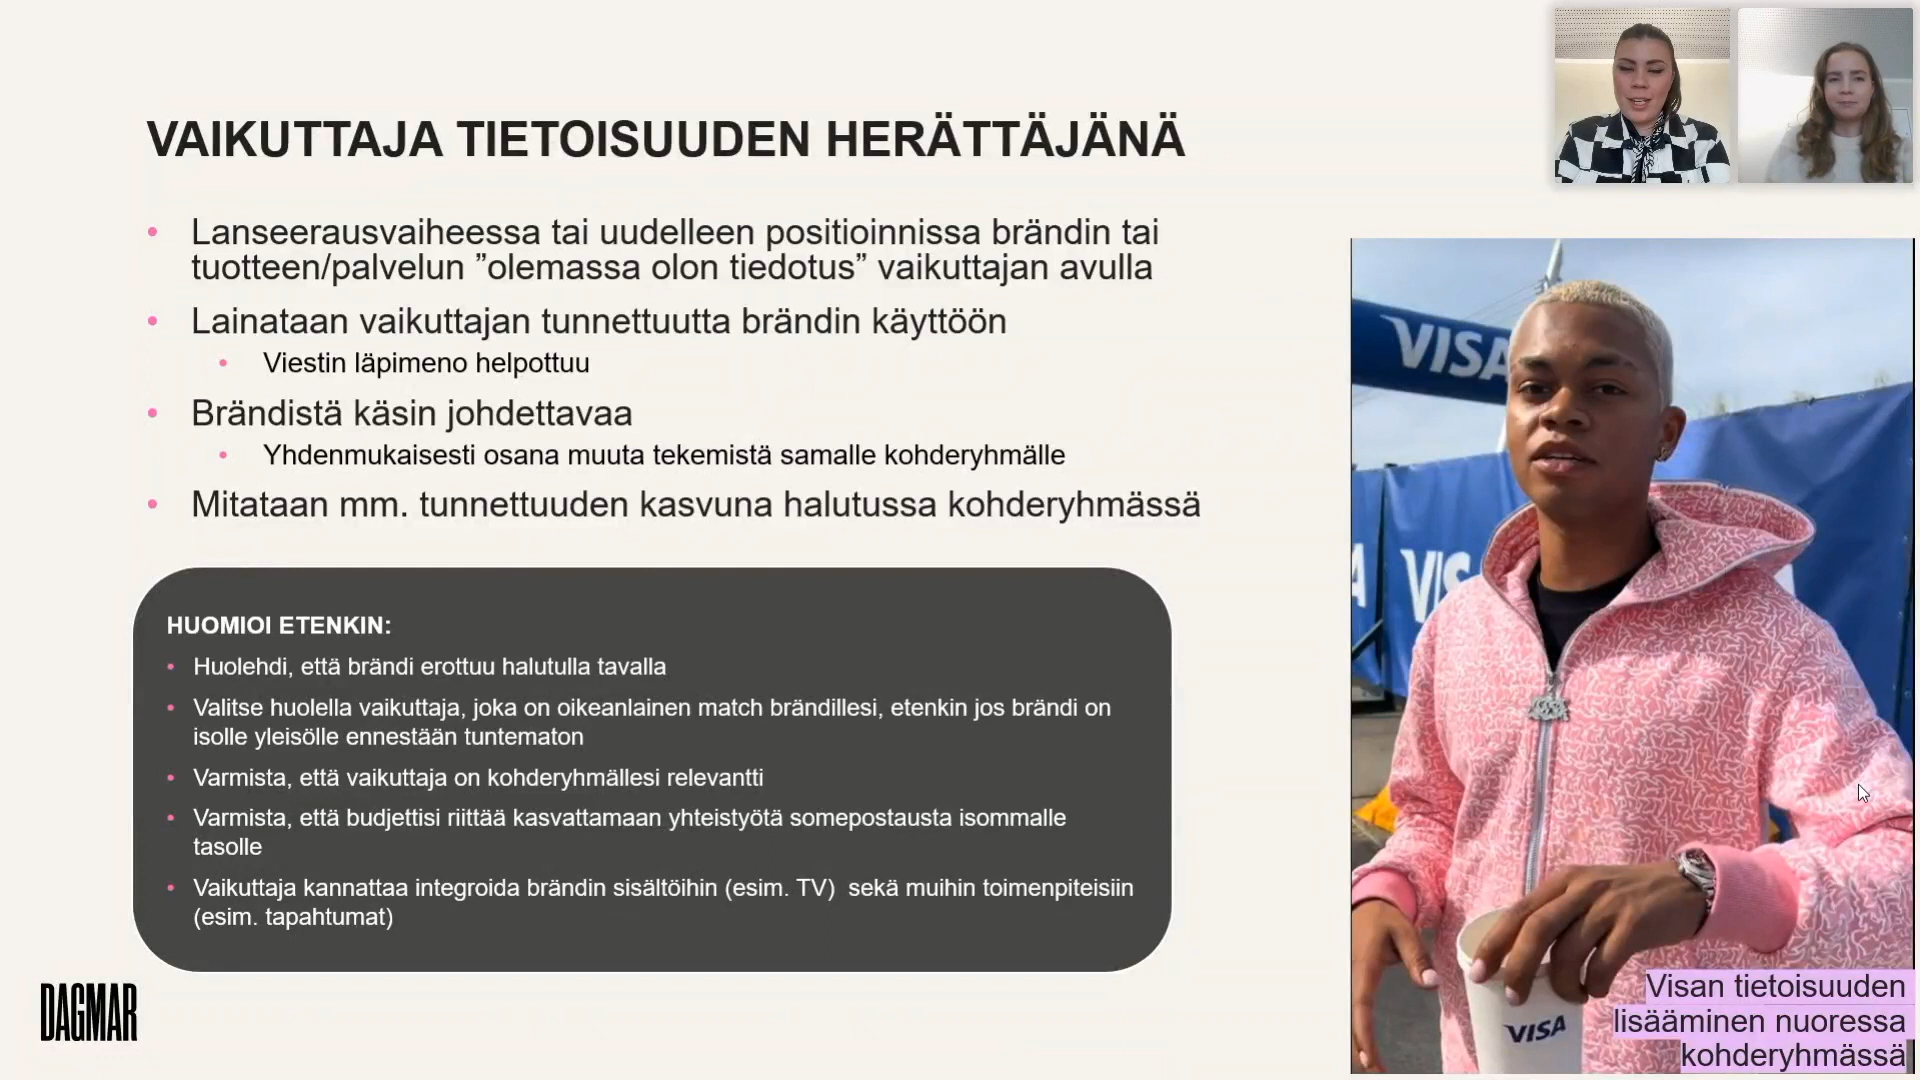 VAIKUTTAJA TIETOISUUDEN HERÄTTÄJÄNÄ
• Lanseerausvaiheessa tai uudelleen positioinnissa brändin tai
tuotteen/palvelun ”olemassa olon tiedotus” vaikuttajan avulla
• Lainataan vaikuttajan tunnettuutta brändin käyttöön
• Viestin läpimeno helpottuu
• Brändistä käsin johdettavaa
• Yhdenmukaisesti osana muuta tekemistä samalle kohderyhmälle
• Mitataan mm. tunnettuuden kasvuna halutussa kohderyhmässä
HUOMIOI ETENKIN:
• Huolehdi, että brändi erottuu halutulla tavalla
• Valitse huolella vaikuttaja, joka on oikeanlainen match brändillesi, etenkin jos brändi on
isolle yleisölle ennestään tuntematon
• Varmista, että vaikuttaja on kohderyhmällesi relevantti
• Varmista, että budjettisi riittää kasvattamaan yhteistyötä somepostausta isommalle
tasolle
• Vaikuttaja kannattaa integroida brändin sisältöihin (esim. TV) sekä muihin toimenpiteisiin
(esim. tapahtumat)
DAGMAR
VISA
VIS
A
VISA
Visan tietoisuuden
lisääminen nuoressa
kohderyhmässä